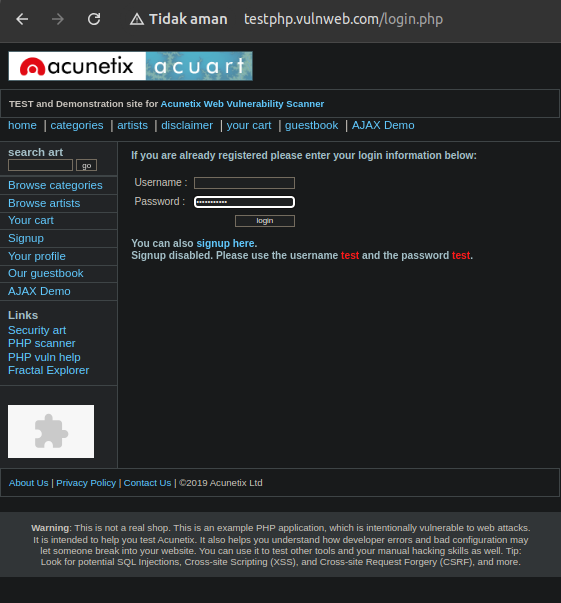 Tidak aman testphp.vulnweb.com/login.php
acunetix acuart
TEST and Demonstration site for Acunetix Web Vulnerability Scanner
home | categories | artists | disclaimer | your cart | guestbook | AJAX Demo
search art
go
Browse categories
Browse artists
Your cart
Signup
Your profile
Our guestbook
AJAX Demo
Links
Security art
PHP scanner
PHP vuln help
Fractal Explorer
If you are already registered please enter your login information below:
Username :
Password : •••••••••••
login
You can also signup here.
Signup disabled. Please use the username test and the password test.
About Us | Privacy Policy | Contact Us | ©2019 Acunetix Ltd
Warning: This is not a real shop. This is an example PHP application, which is intentionally vulnerable to web attacks.
It is intended to help you test Acunetix. It also helps you understand how developer errors and bad configuration may
let someone break into your website. You can use it to test other tools and your manual hacking skills as well. Tip:
Look for potential SQL Injections, Cross-site Scripting (XSS), and Cross-site Request Forgery (CSRF), and more.